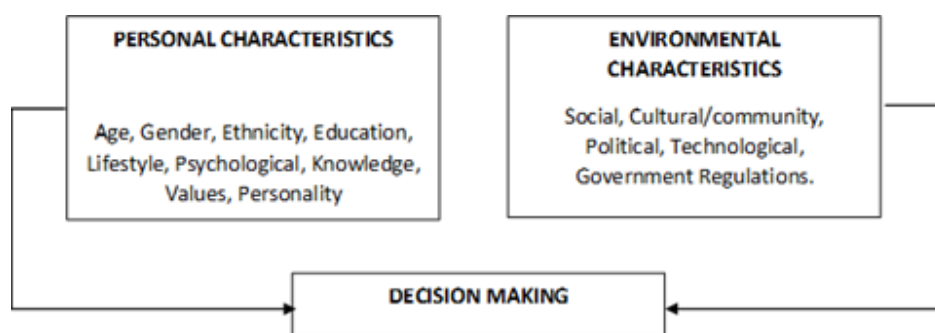 PERSONAL CHARACTERISTICS
Age, Gender, Ethnicity, Education,
Lifestyle, Psychological, Knowledge,
Values, Personality
ENVIRONMENTAL
CHARACTERISTICS
Social, Cultural/community,
Political, Technological,
Government Regulations.
DECISION MAKING